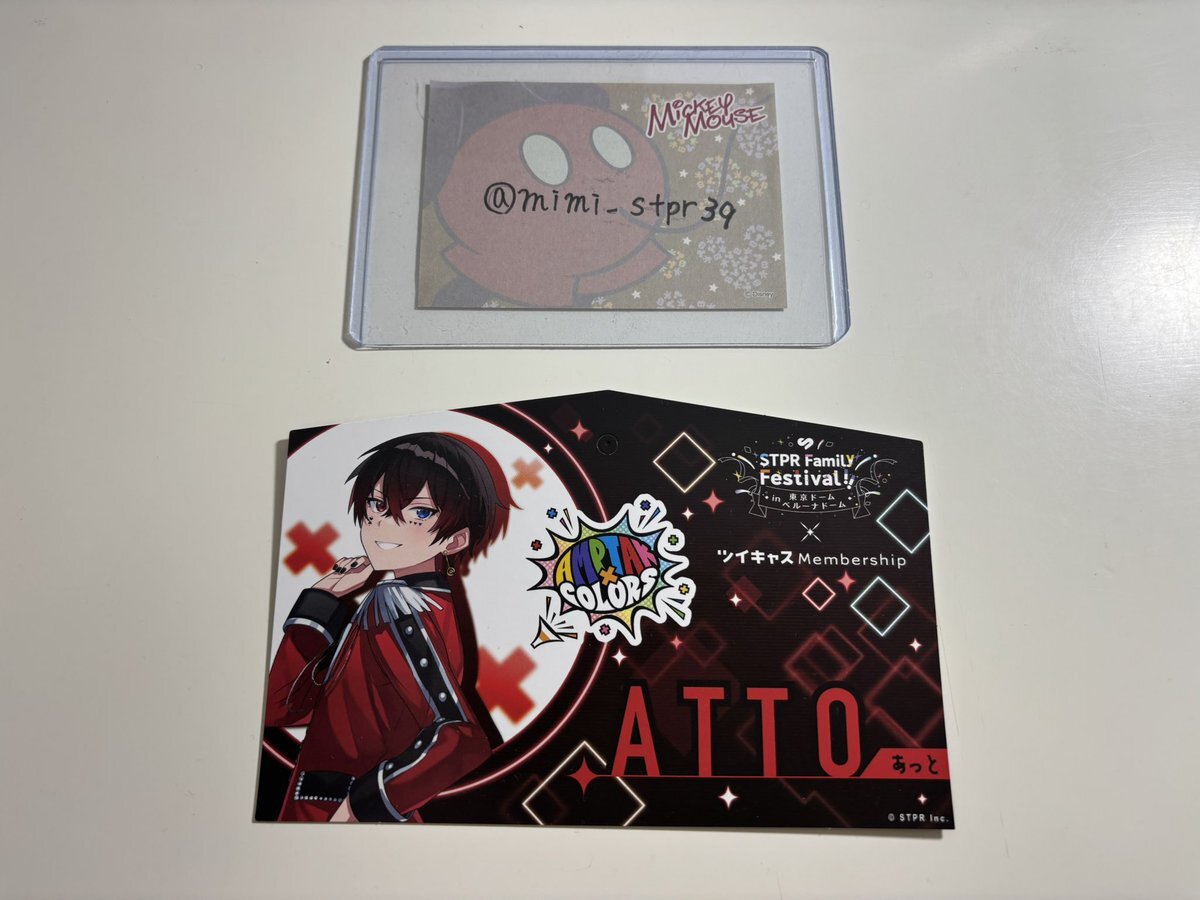 MICKEY
MOUSE
@mimi_stpr39
© Disney
STPR Family
Festival!
in 東京ドーム
ベルーナドーム
×
ツイキャス Membership
AMPTAK
×
COLORS
ATTO
あっと
© STPR Inc.